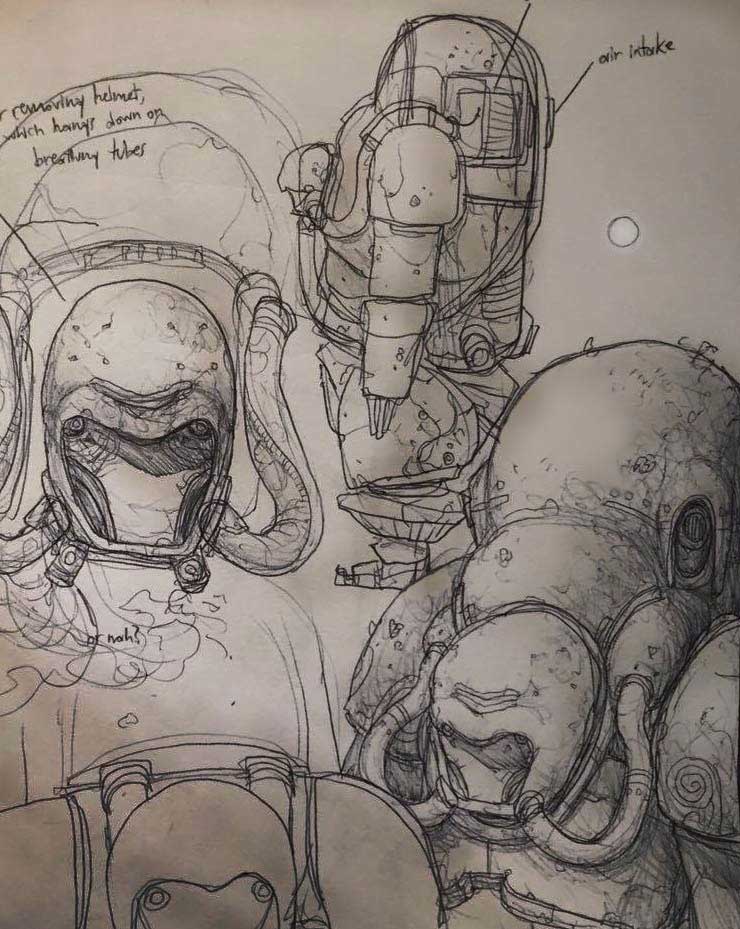 r removing helmet,
which hangs down on
breathing tubes
air intake
or nah?